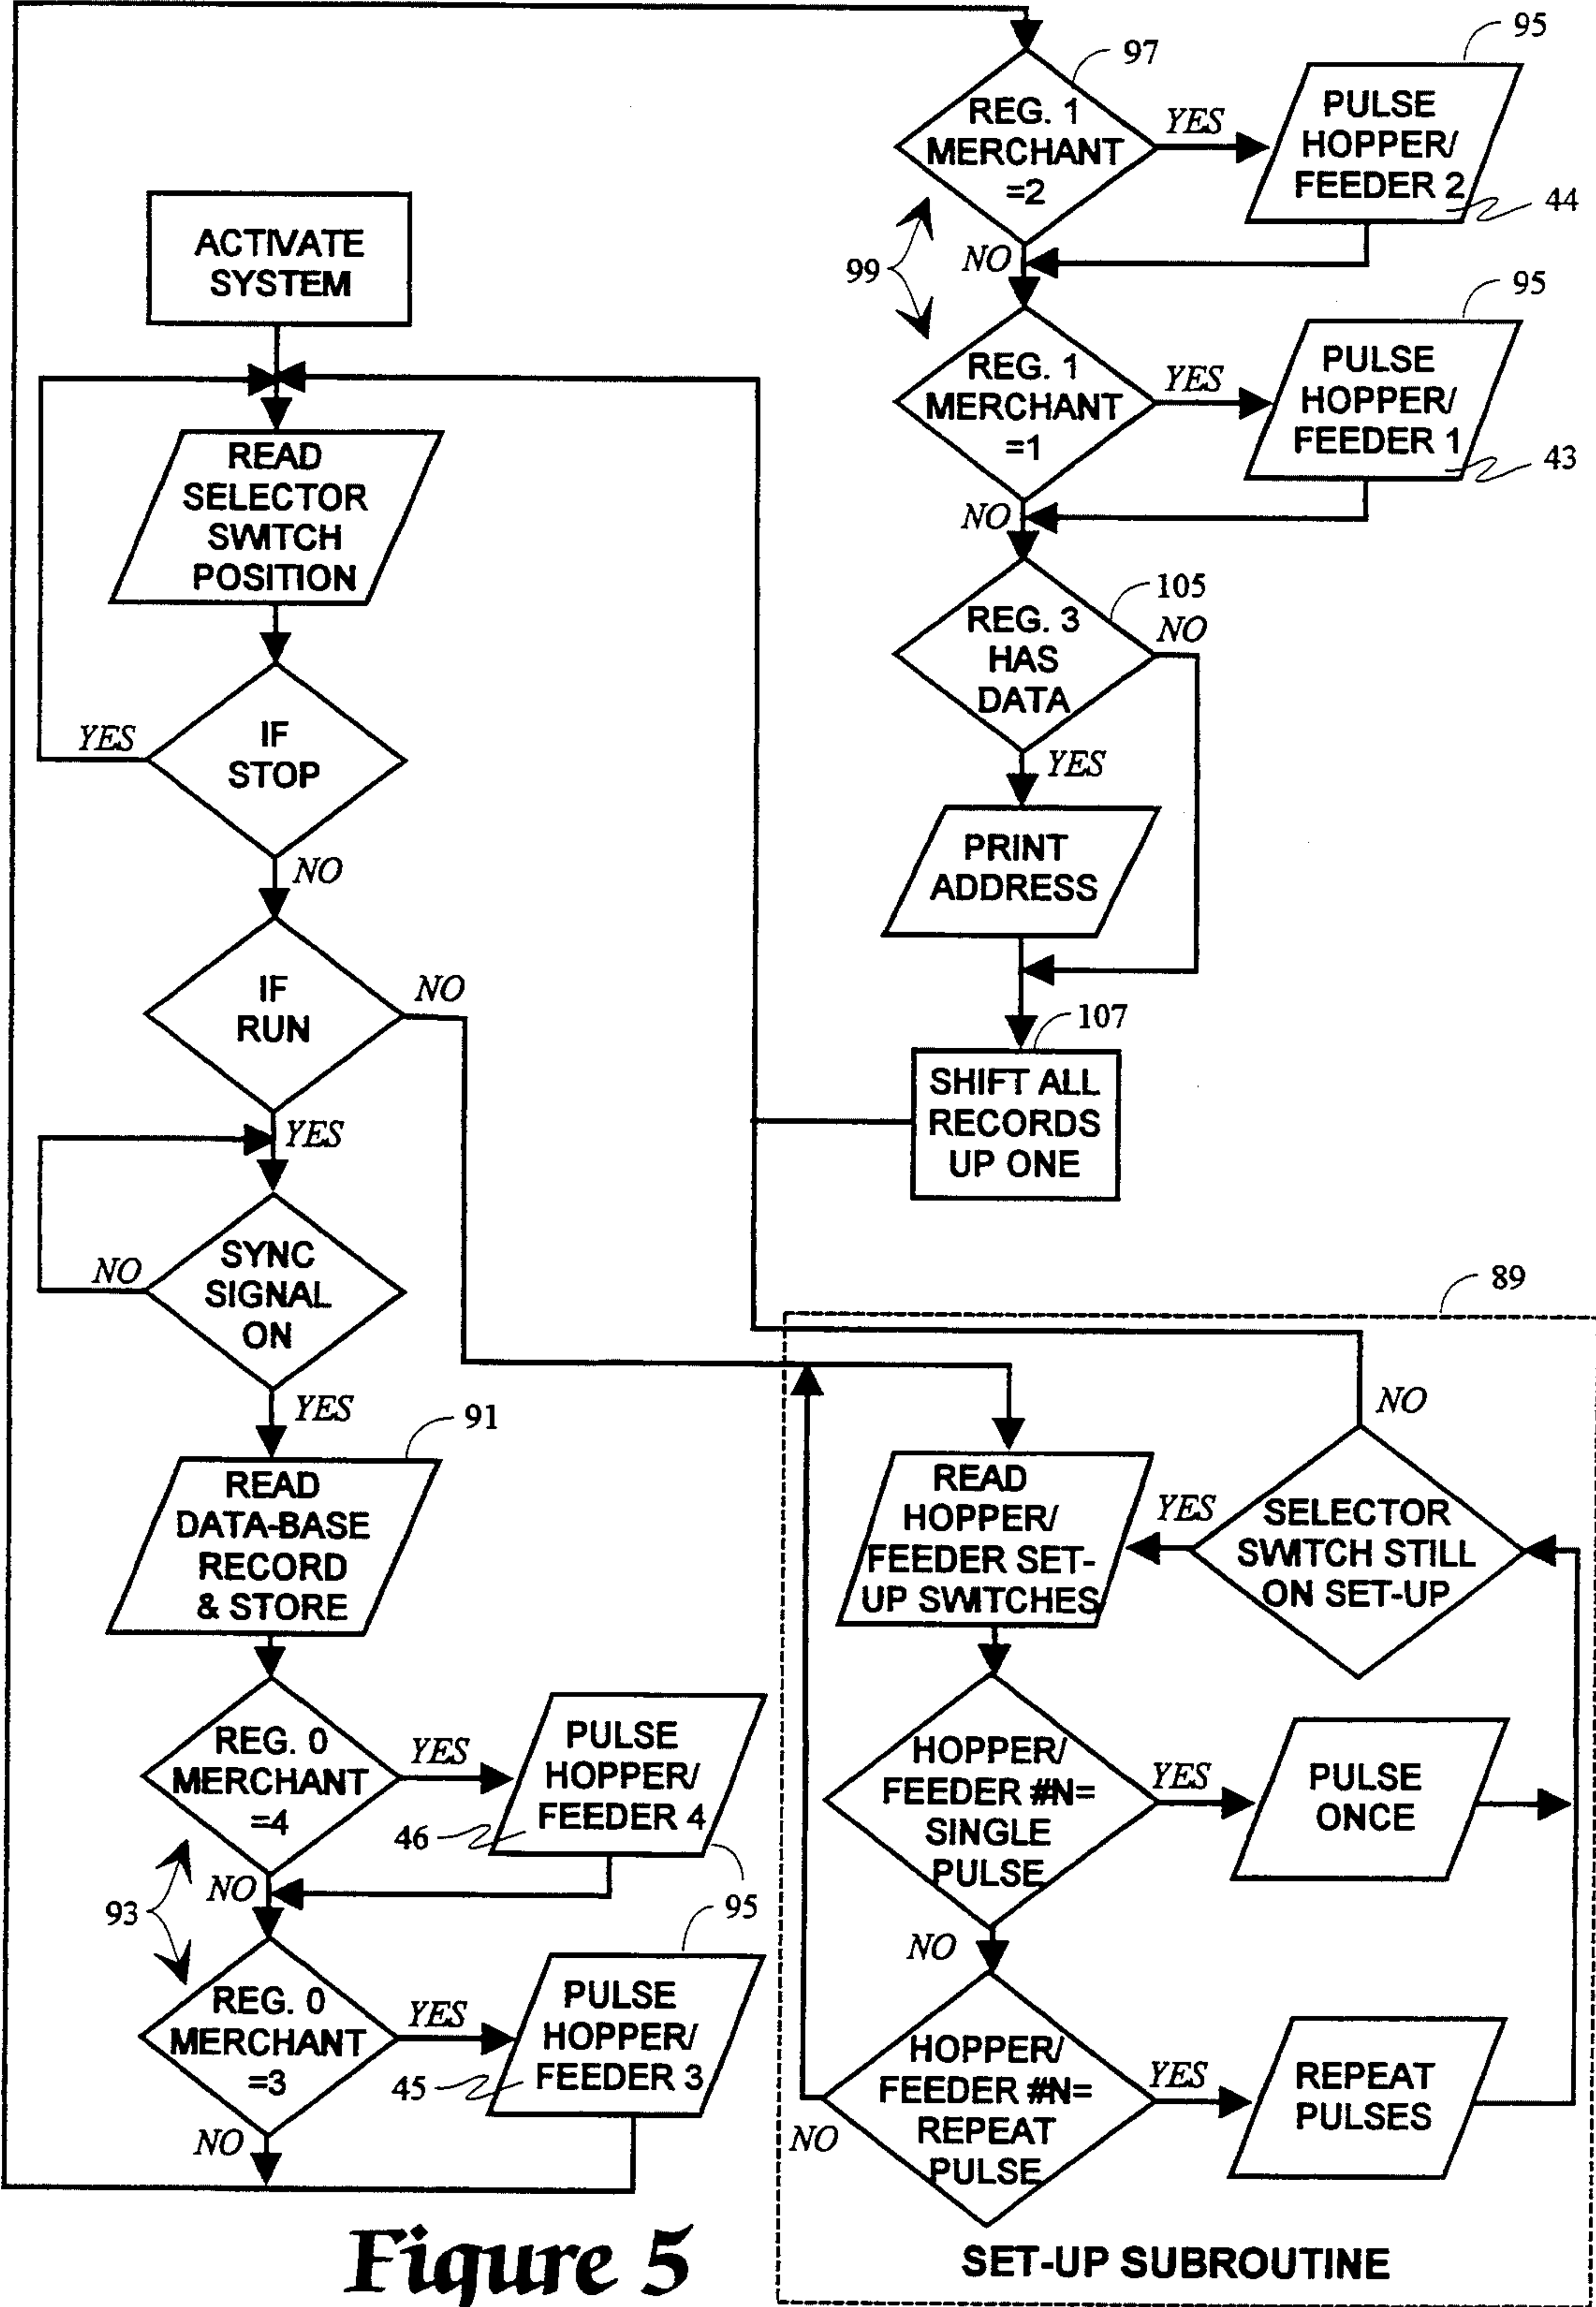 ACTIVATE
SYSTEM
READ
SELECTOR
SWITCH
POSITION
IF
STOP
YES
NO
IF
RUN
NO
YES
SYNC
SIGNAL
ON
NO
YES
91
READ
DATA-BASE
RECORD
& STORE
REG. 0
MERCHANT
=4
YES
PULSE
HOPPER/
FEEDER 4
46
NO
93
95
REG. 0
MERCHANT
=3
YES
PULSE
HOPPER/
FEEDER 3
45
NO
97
REG. 1
MERCHANT
=2
YES
95
PULSE
HOPPER/
FEEDER 2
44
NO
99
REG. 1
MERCHANT
=1
YES
95
PULSE
HOPPER/
FEEDER 1
43
NO
105
REG. 3
HAS
DATA
NO
YES
PRINT
ADDRESS
107
SHIFT ALL
RECORDS
UP ONE
89
NO
READ
HOPPER/
FEEDER SET-
UP SWITCHES
YES
SELECTOR
SWITCH STILL
ON SET-UP
HOPPER/
FEEDER #N=
SINGLE
PULSE
YES
PULSE
ONCE
NO
HOPPER/
FEEDER #N=
REPEAT
PULSE
YES
REPEAT
PULSES
NO
SET-UP SUBROUTINE
Figure 5